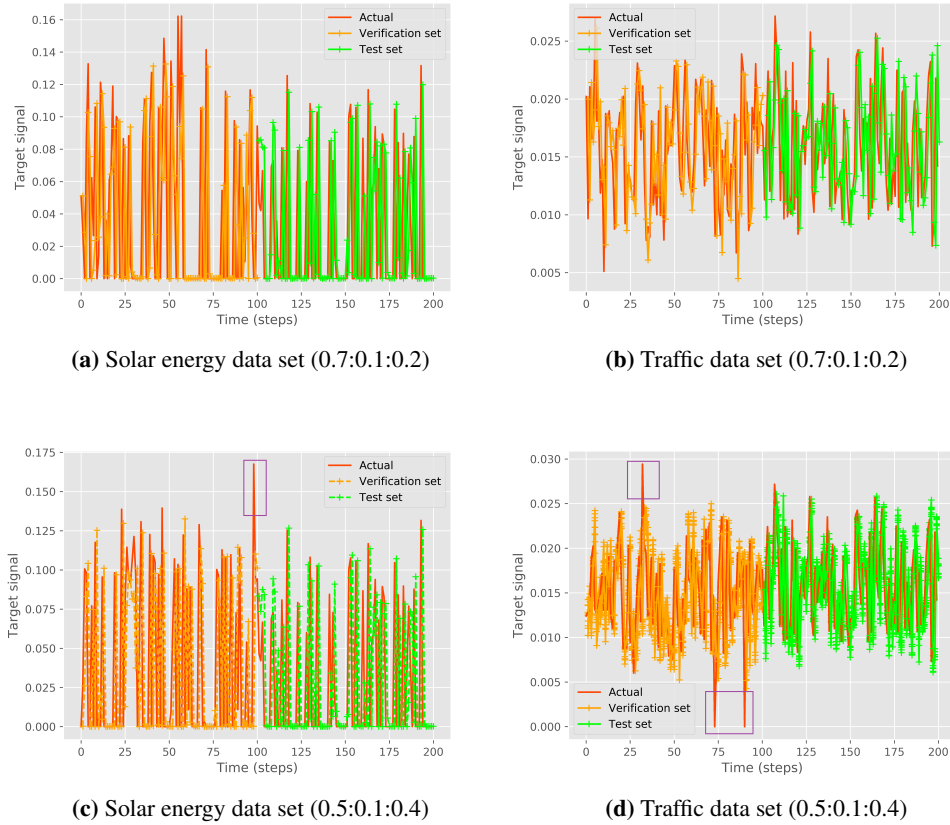 0.16
0.14
0.12
0.10
0.08
0.06
0.04
0.02
0.00
Target signal
Actual
Verification set
Test set
0 25 50 75 100 125 150 175 200
Time (steps)
(a) Solar energy data set (0.7:0.1:0.2)
0.025
0.020
0.015
0.010
0.005
Target signal
Actual
Verification set
Test set
0 25 50 75 100 125 150 175 200
Time (steps)
(b) Traffic data set (0.7:0.1:0.2)
0.175
0.150
0.125
0.100
0.075
0.050
0.025
0.000
Target signal
Actual
Verification set
Test set
0 25 50 75 100 125 150 175 200
Time (steps)
(c) Solar energy data set (0.5:0.1:0.4)
0.030
0.025
0.020
0.015
0.010
0.005
0.000
Target signal
Actual
Verification set
Test set
0 25 50 75 100 125 150 175 200
Time (steps)
(d) Traffic data set (0.5:0.1:0.4)